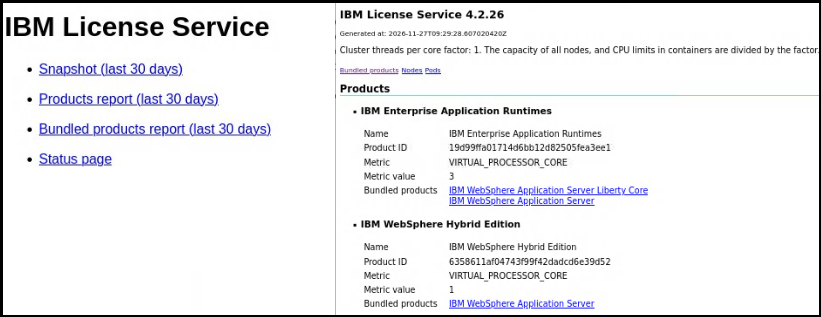 IBM License Service
Snapshot (last 30 days)
Products report (last 30 days)
Bundled products report (last 30 days)
Status page
IBM License Service 4.2.26
Generated at: 2026-11-27T09:29:28.607020420Z
Cluster threads per core factor: 1. The capacity of all nodes, and CPU limits in containers are divided by the factor.
Bundled products Nodes Pods
Products
• IBM Enterprise Application Runtimes
Name IBM Enterprise Application Runtimes
Product ID 19d99ffa01714d6bb12d82505fea3ee1
Metric VIRTUAL_PROCESSOR_CORE
Metric value 3
Bundled products IBM WebSphere Application Server Liberty Core
IBM WebSphere Application Server
• IBM WebSphere Hybrid Edition
Name IBM WebSphere Hybrid Edition
Product ID 6358611af04743f99f42dadcd6e39d52
Metric VIRTUAL_PROCESSOR_CORE
Metric value 1
Bundled products IBM WebSphere Application Server